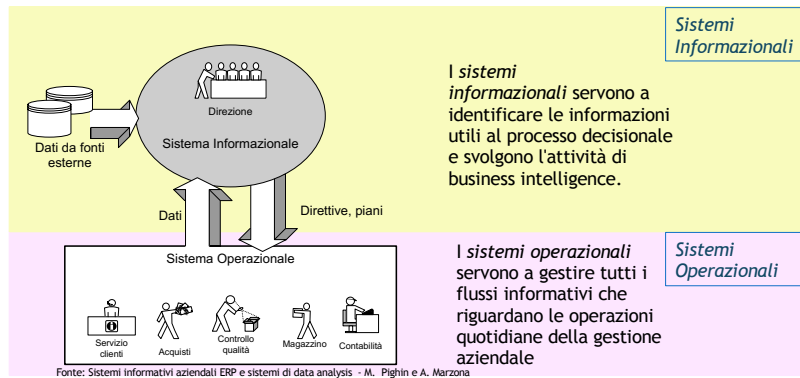 Sistemi
Informazionali
I sistemi
informazionali servono a
identificare le informazioni
utili al processo decisionale
e svolgono l'attività di
business intelligence.
Direzione
Sistema Informazionale
Dati da fonti
esterne
Dati
Direttive, piani
Sistemi
Operazionali
I sistemi operazionali
servono a gestire tutti i
flussi informativi che
riguardano le operazioni
quotidiane della gestione
aziendale
Sistema Operazionale
Servizio
clienti
Acquisti
Controllo
qualità
Magazzino
Contabilità
Fonte: Sistemi informativi aziendali ERP e sistemi di data analysis - M. Pighin e A. Marzona